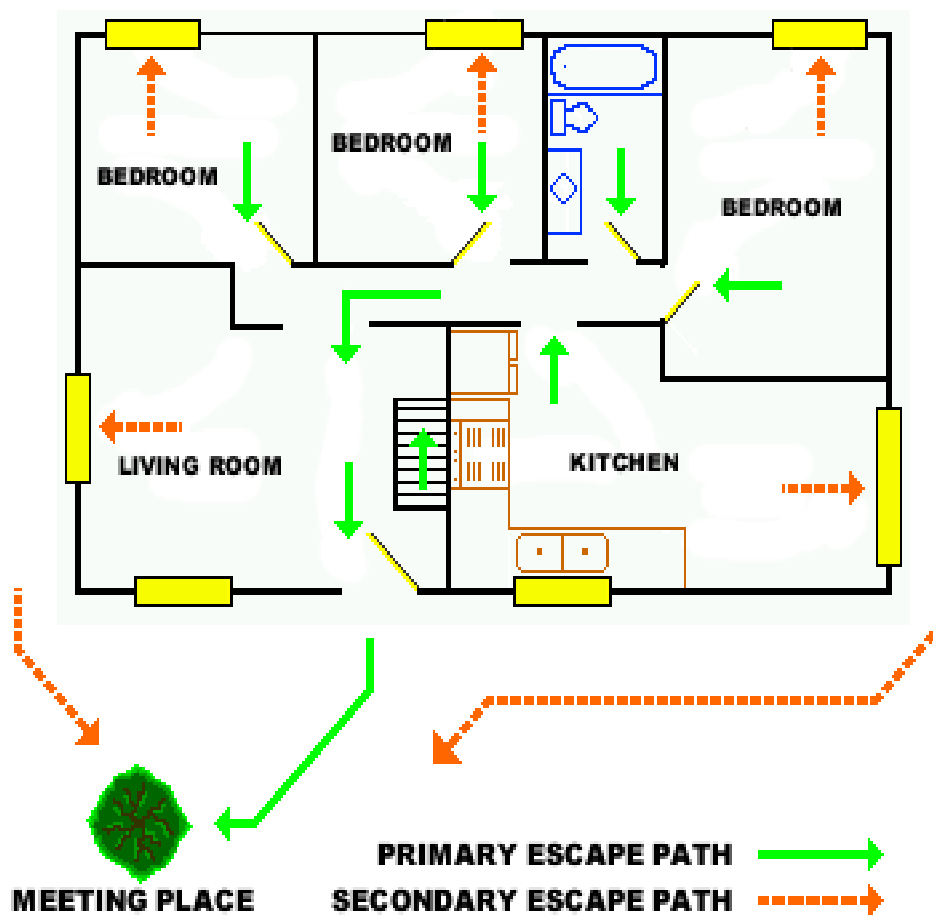 BEDROOM
BEDROOM
BEDROOM
LIVING ROOM
KITCHEN
PRIMARY ESCAPE PATH
MEETING PLACE
SECONDARY ESCAPE PATH